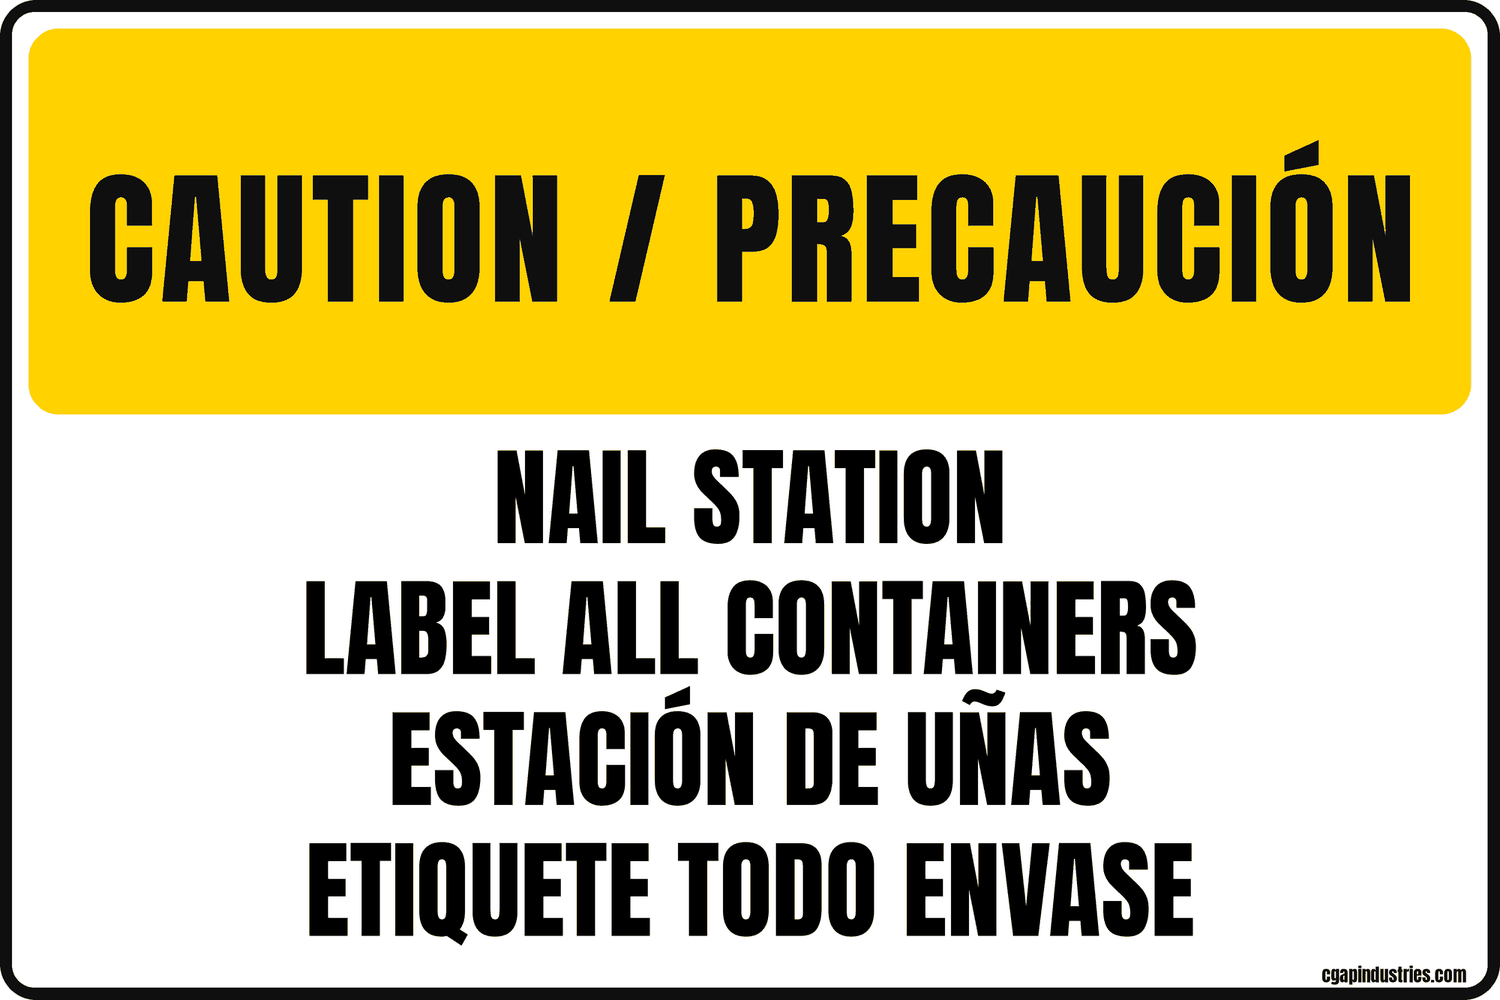 CAUTION / PRECAUCIÓN
NAIL STATION
LABEL ALL CONTAINERS
ESTACIÓN DE UÑAS
ETIQUETE TODO ENVASE
cgapindustries.com